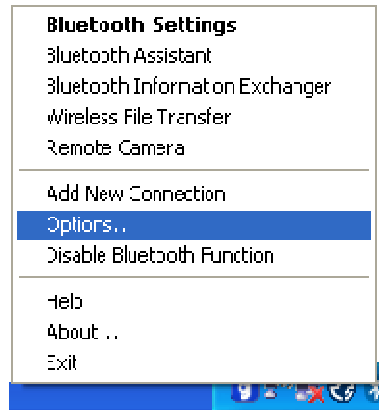 Bluetooth Settings
Bluetooth Assistant
Bluetooth Information Exchanger
Wireless File Transfer
Remote Camera
Add New Connection
Options...
Disable Bluetooth Function
Help
About ...
Exit